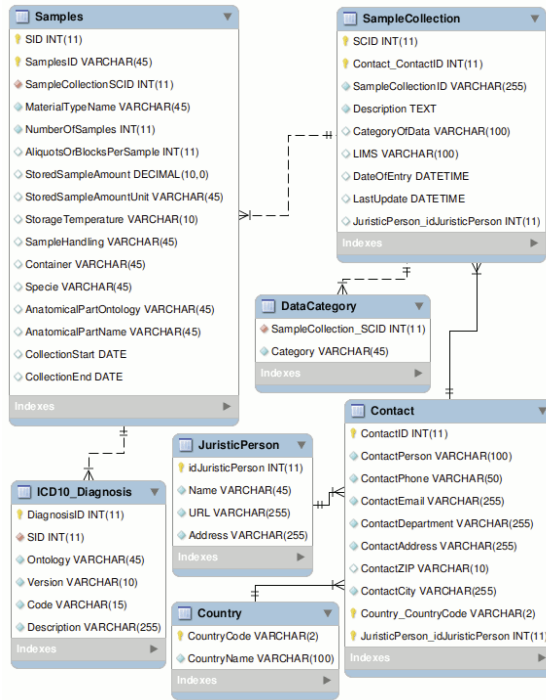 Samples
SID INT(11)
SamplesID VARCHAR(45)
SampleCollectionSCID INT(11)
MaterialTypeName VARCHAR(45)
NumberOfSamples INT(11)
AliquotsOrBlocksPerSample INT(11)
StoredSampleAmount DECIMAL(10,0)
StoredSampleAmountUnit VARCHAR(45)
StorageTemperature VARCHAR(10)
SampleHandling VARCHAR(45)
Container VARCHAR(45)
Specie VARCHAR(45)
AnatomicalPartOntology VARCHAR(45)
AnatomicalPartName VARCHAR(45)
CollectionStart DATE
CollectionEnd DATE
Indexes
SampleCollection
SCID INT(11)
Contact_ContactID INT(11)
SampleCollectionID VARCHAR(255)
Description TEXT
CategoryOfData VARCHAR(100)
LIMS VARCHAR(100)
DateOfEntry DATETIME
LastUpdate DATETIME
JuristicPerson_idJuristicPerson INT(11)
Indexes
DataCategory
SampleCollection_SCID INT(11)
Category VARCHAR(45)
Indexes
Contact
ContactID INT(11)
ContactPerson VARCHAR(100)
ContactPhone VARCHAR(50)
ContactEmail VARCHAR(255)
ContactDepartment VARCHAR(255)
ContactAddress VARCHAR(255)
ContactZIP VARCHAR(10)
ContactCity VARCHAR(255)
Country_CountryCode VARCHAR(2)
JuristicPerson_idJuristicPerson INT(11)
Indexes
JuristicPerson
idJuristicPerson INT(11)
Name VARCHAR(45)
URL VARCHAR(255)
Address VARCHAR(255)
Indexes
ICD10_Diagnosis
DiagnosisID INT(11)
SID INT(11)
Ontology VARCHAR(45)
Version VARCHAR(10)
Code VARCHAR(15)
Description VARCHAR(255)
Indexes
Country
CountryCode VARCHAR(2)
CountryName VARCHAR(100)
Indexes